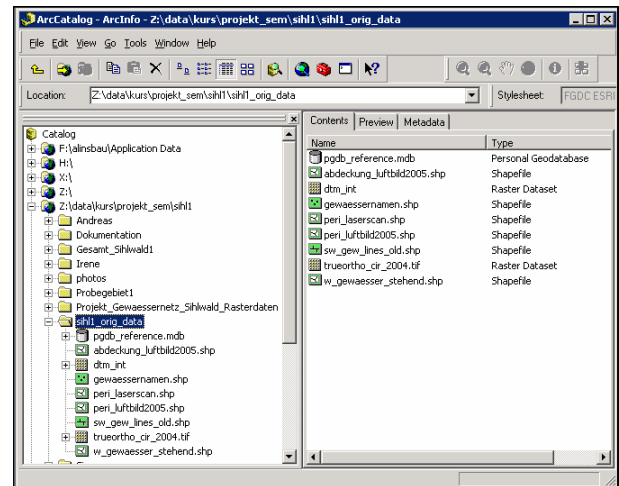 ArcCatalog - ArcInfo - Z:\data\kurs\projekt_sem\sihl1\sihl1_orig_data
File Edit View Go Tools Window Help
Location: Z:\data\kurs\projekt_sem\sihl1\sihl1_orig_data Stylesheet: FGDC ESRI
Catalog
F:\alinsbau\Application Data
H:\
X:\
Z:\
Z:\data\kurs\projekt_sem\sihl1
Andreas
Dokumentation
Gesamt_Sihlwald1
Irene
photos
Probegebiet1
Projekt_Gewaessernetz_Sihlwald_Rasterdaten
sihl1_orig_data
pgdb_reference.mdb
abdeckung_luftbild2005.shp
dtm_int
gewaessernamen.shp
peri_laserscan.shp
peri_luftbild2005.shp
sw_gew_lines_old.shp
trueortho_cir_2004.tif
w_gewaesser_stehend.shp
Contents Preview Metadata
Name Type
pgdb_reference.mdb Personal Geodatabase
abdeckung_luftbild2005.shp Shapefile
dtm_int Raster Dataset
gewaessernamen.shp Shapefile
peri_laserscan.shp Shapefile
peri_luftbild2005.shp Shapefile
sw_gew_lines_old.shp Shapefile
trueortho_cir_2004.tif Raster Dataset
w_gewaesser_stehend.shp Shapefile